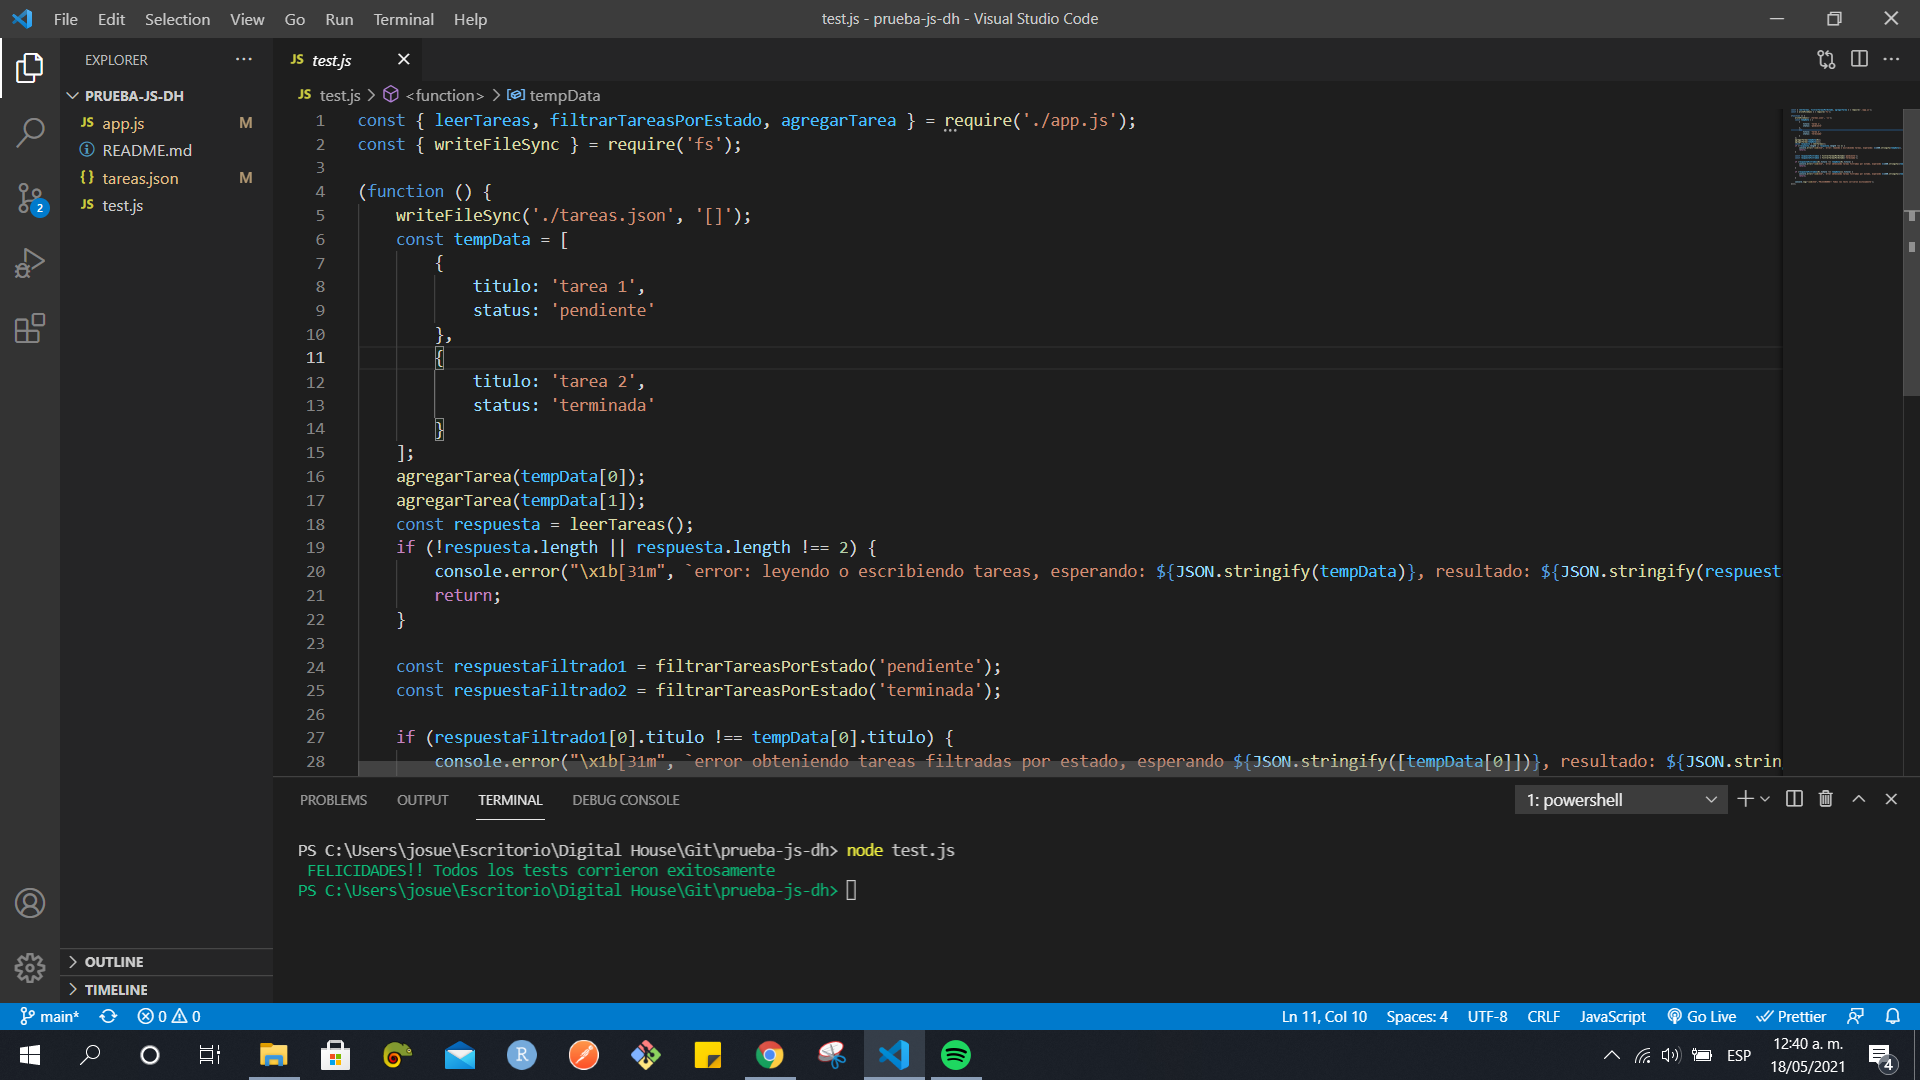 File Edit Selection View Go Run Terminal Help
test.js - prueba-js-dh - Visual Studio Code
EXPLORER
PRUEBA-JS-DH
JS app.js M
README.md
{} tareas.json M
JS test.js
OUTLINE
TIMELINE
JS test.js
JS test.js > <function> > tempData
1 const { leerTareas, filtrarTareasPorEstado, agregarTarea } = require('./app.js');
2 const { writeFileSync } = require('fs');
3
4 (function () {
5 writeFileSync('./tareas.json', '[]');
6 const tempData = [
7 {
8 titulo: 'tarea 1',
9 status: 'pendiente'
10 },
11 {
12 titulo: 'tarea 2',
13 status: 'terminada'
14 }
15 ];
16 agregarTarea(tempData[0]);
17 agregarTarea(tempData[1]);
18 const respuesta = leerTareas();
19 if (!respuesta.length || respuesta.length !== 2) {
20 console.error("\x1b[31m", `error: leyendo o escribiendo tareas, esperando: ${JSON.stringify(tempData)}, resultado: ${JSON.stringify(respuest
21 return;
22 }
23
24 const respuestaFiltrado1 = filtrarTareasPorEstado('pendiente');
25 const respuestaFiltrado2 = filtrarTareasPorEstado('terminada');
26
27 if (respuestaFiltrado1[0].titulo !== tempData[0].titulo) {
28 console.error("\x1b[31m", `error obteniendo tareas filtradas por estado, esperando ${JSON.stringify([tempData[0]])}, resultado: ${JSON.strin
PROBLEMS OUTPUT TERMINAL DEBUG CONSOLE
1: powershell
PS C:\Users\josue\Escritorio\Digital House\Git\prueba-js-dh> node test.js
FELICIDADES!! Todos los tests corrieron exitosamente
PS C:\Users\josue\Escritorio\Digital House\Git\prueba-js-dh>
2
main* 0 0
Ln 11, Col 10 Spaces: 4 UTF-8 CRLF JavaScript Go Live Prettier
R
ESP
12:40 a. m.
18/05/2021
4